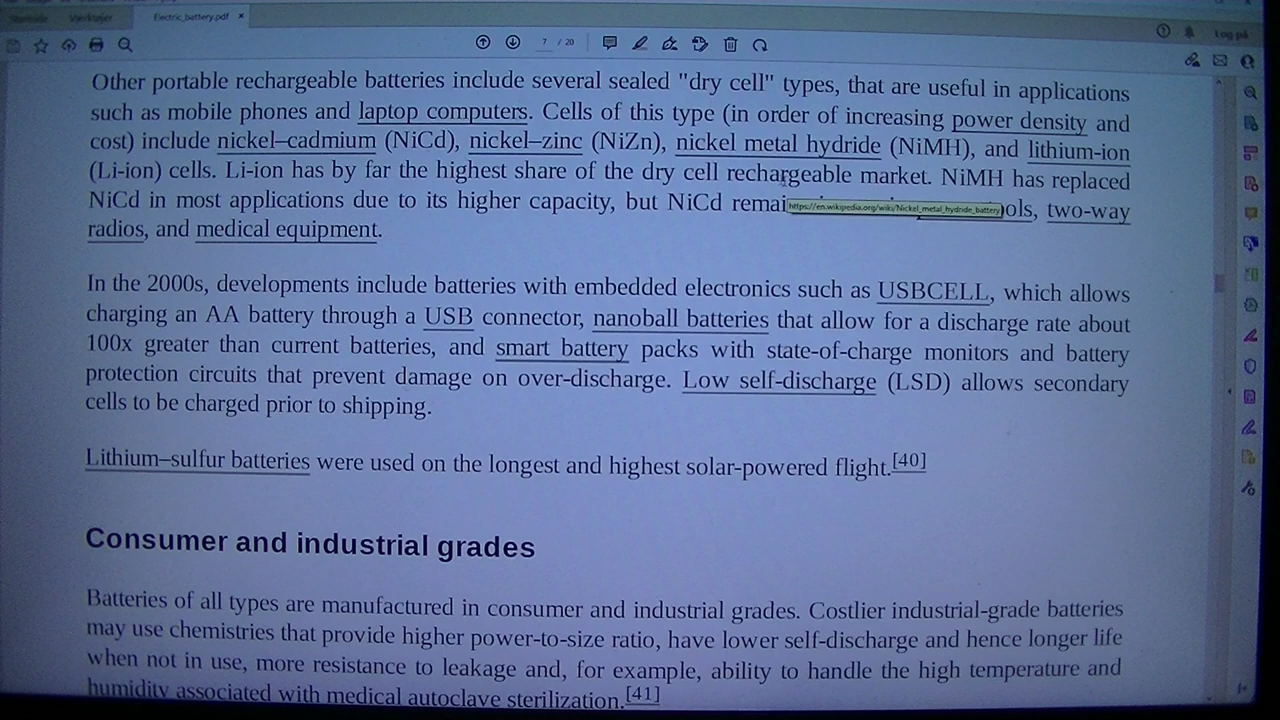 Startside Værktøjer Electric_battery.pdf ×
7 / 20
Log på
Other portable rechargeable batteries include several sealed "dry cell" types, that are useful in applications
such as mobile phones and laptop computers. Cells of this type (in order of increasing power density and
cost) include nickel–cadmium (NiCd), nickel–zinc (NiZn), nickel metal hydride (NiMH), and lithium-ion
(Li-ion) cells. Li-ion has by far the highest share of the dry cell rechargeable market. NiMH has replaced
NiCd in most applications due to its higher capacity, but NiCd remai ools, two-way
https://en.wikipedia.org/wiki/Nickel_metal_hydride_battery
radios, and medical equipment.
In the 2000s, developments include batteries with embedded electronics such as USBCELL, which allows
charging an AA battery through a USB connector, nanoball batteries that allow for a discharge rate about
100x greater than current batteries, and smart battery packs with state-of-charge monitors and battery
protection circuits that prevent damage on over-discharge. Low self-discharge (LSD) allows secondary
cells to be charged prior to shipping.
Lithium–sulfur batteries were used on the longest and highest solar-powered flight.[40]
Consumer and industrial grades
Batteries of all types are manufactured in consumer and industrial grades. Costlier industrial-grade batteries
may use chemistries that provide higher power-to-size ratio, have lower self-discharge and hence longer life
when not in use, more resistance to leakage and, for example, ability to handle the high temperature and
humidity associated with medical autoclave sterilization.[41]